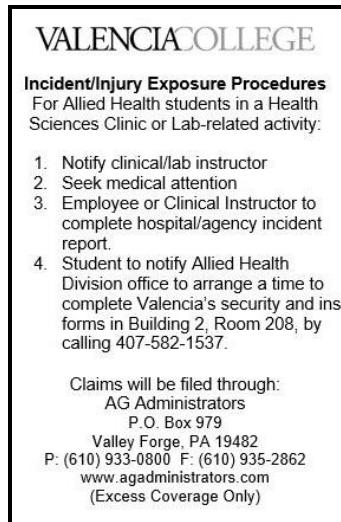 VALENCIACOLLEGE
Incident/Injury Exposure Procedures
For Allied Health students in a Health
Sciences Clinic or Lab-related activity:
1. Notify clinical/lab instructor
2. Seek medical attention
3. Employee or Clinical Instructor to
complete hospital/agency incident
report.
4. Student to notify Allied Health
Division office to arrange a time to
complete Valencia's security and ins
forms in Building 2, Room 208, by
calling 407-582-1537.
Claims will be filed through:
AG Administrators
P.O. Box 979
Valley Forge, PA 19482
P: (610) 933-0800 F: (610) 935-2862
www.agadministrators.com
(Excess Coverage Only)